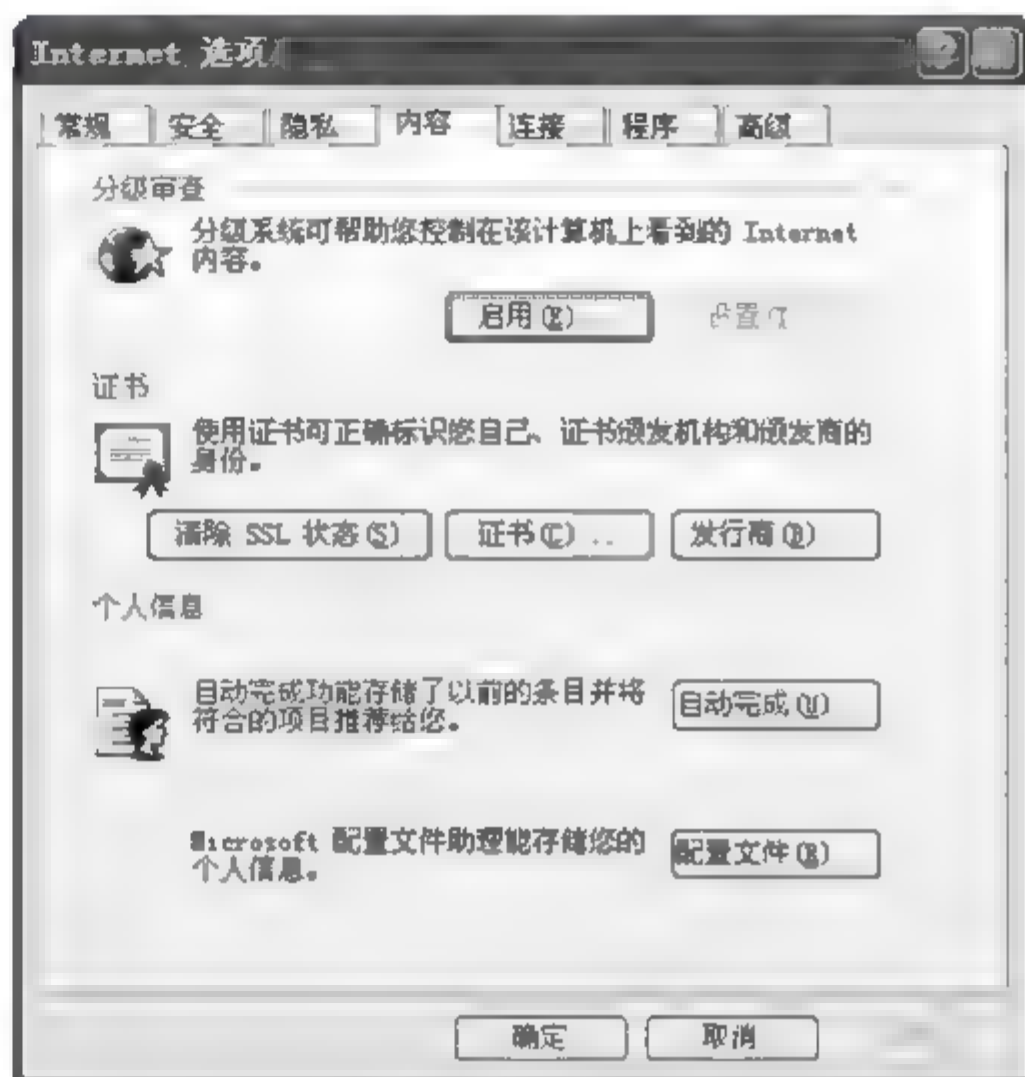 Internet 选项
常规 安全 隐私 内容 连接 程序 高级
分级审查
分级系统可帮助您控制在该计算机上看到的 Internet
内容。
启用(E)
证书
使用证书可正确标识您自己、证书颁发机构和颁发商的
身份。
清除 SSL 状态(S) 证书(C)... 发行商(B)
个人信息
自动完成功能存储了以前的条目并将
符合的项目推荐给您。
自动完成(U)
Microsoft 配置文件助理能存储您的
个人信息。
配置文件(R)
确定 取消